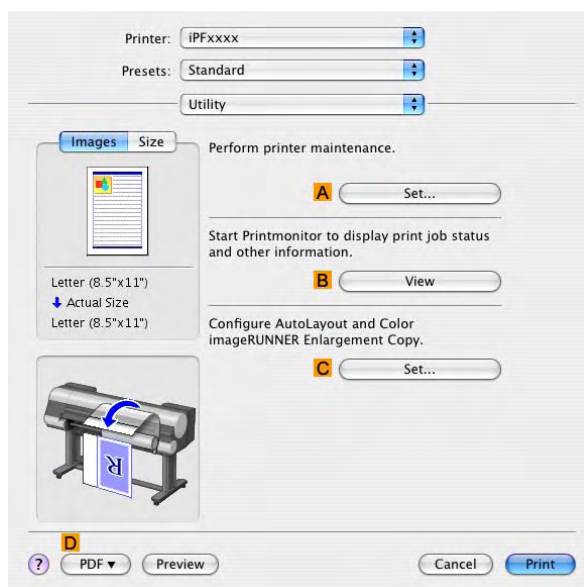 Printer: iPFxxxx
Presets: Standard
Utility
Images Size
Letter (8.5"x11")
Actual Size
Letter (8.5"x11")
Perform printer maintenance.
A Set...
Start Printmonitor to display print job status
and other information.
B View
Configure AutoLayout and Color
imageRUNNER Enlargement Copy.
C Set...
R
D
? PDF▼ Preview Cancel Print